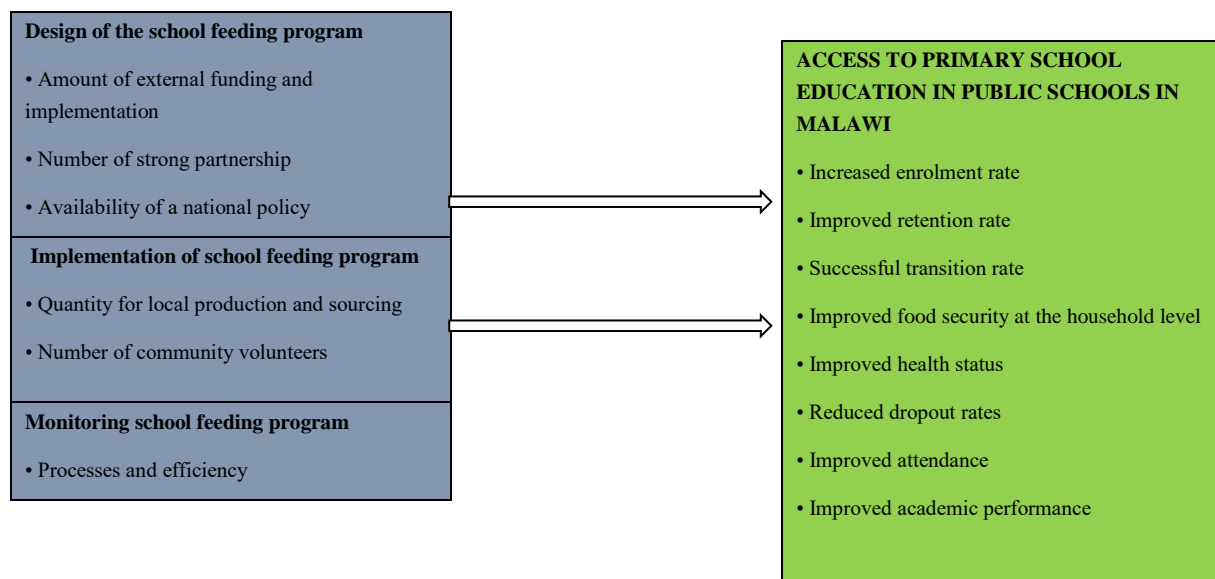 Design of the school feeding program
• Amount of external funding and
implementation
• Number of strong partnership
• Availability of a national policy
Implementation of school feeding program
• Quantity for local production and sourcing
• Number of community volunteers
Monitoring school feeding program
• Processes and efficiency
ACCESS TO PRIMARY SCHOOL
EDUCATION IN PUBLIC SCHOOLS IN
MALAWI
• Increased enrolment rate
• Improved retention rate
• Successful transition rate
• Improved food security at the household level
• Improved health status
• Reduced dropout rates
• Improved attendance
• Improved academic performance